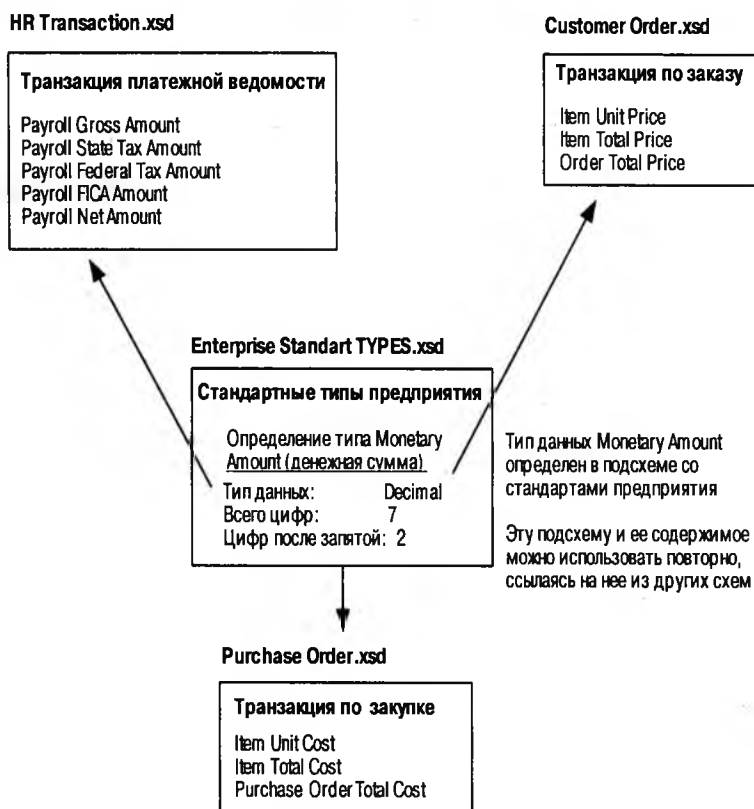 HR Transaction.xsd
Транзакция платежной ведомости
Payroll Gross Amount
Payroll State Tax Amount
Payroll Federal Tax Amount
Payroll FICA Amount
Payroll Net Amount
Customer Order.xsd
Транзакция по заказу
Item Unit Price
Item Total Price
Order Total Price
Enterprise Standart TYPES.xsd
Стандартные типы предприятия
Определение типа Monetary
Amount (денежная сумма)
Тип данных: Decimal
Всего цифр: 7
Цифр после запятой: 2
Тип данных Monetary Amount
определен в подсхеме со
стандартами предприятия
Эту подсхему и ее содержимое
можно использовать повторно,
ссылаясь на нее из других схем
Purchase Order.xsd
Транзакция по закупке
Item Unit Cost
Item Total Cost
Purchase Order Total Cost